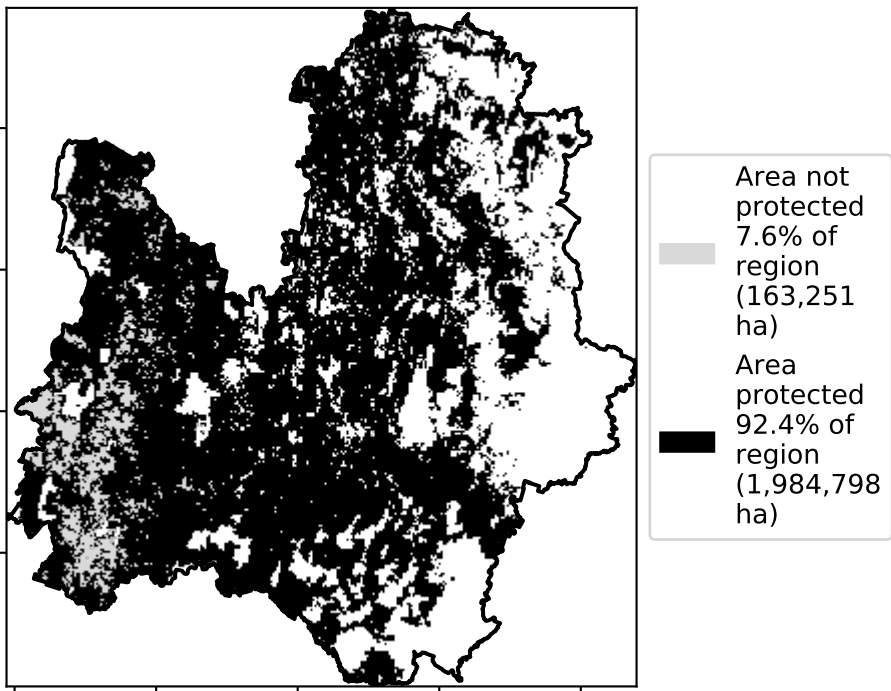 Area not
protected
7.6% of
region
(163,251
ha)
Area
protected
92.4% of
region
(1,984,798
ha)